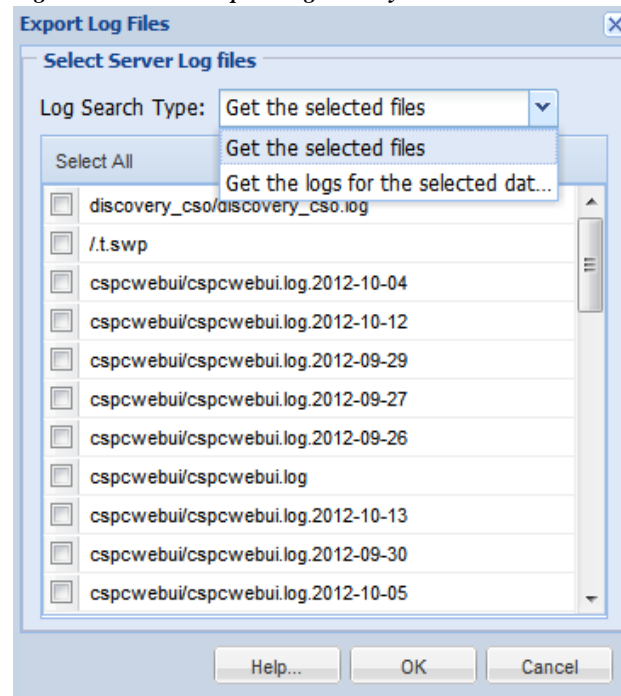 Export Log Files
Select Server Log files
Log Search Type: Get the selected files
Get the selected files
Get the logs for the selected dat...
Select All
discovery_cso/discovery_cso.log
/.t.swp
cspcwebui/cspcwebui.log.2012-10-04
cspcwebui/cspcwebui.log.2012-10-12
cspcwebui/cspcwebui.log.2012-09-29
cspcwebui/cspcwebui.log.2012-09-27
cspcwebui/cspcwebui.log.2012-09-26
cspcwebui/cspcwebui.log
cspcwebui/cspcwebui.log.2012-10-13
cspcwebui/cspcwebui.log.2012-09-30
cspcwebui/cspcwebui.log.2012-10-05
Help... OK Cancel